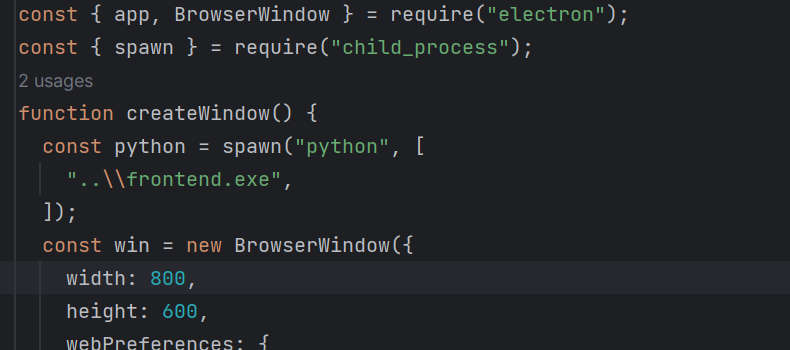 const { app, BrowserWindow } = require("electron");
const { spawn } = require("child_process");
2 usages
function createWindow() {
const python = spawn("python", [
"..\\frontend.exe",
]);
const win = new BrowserWindow({
width: 800,
height: 600,
webPreferences: {